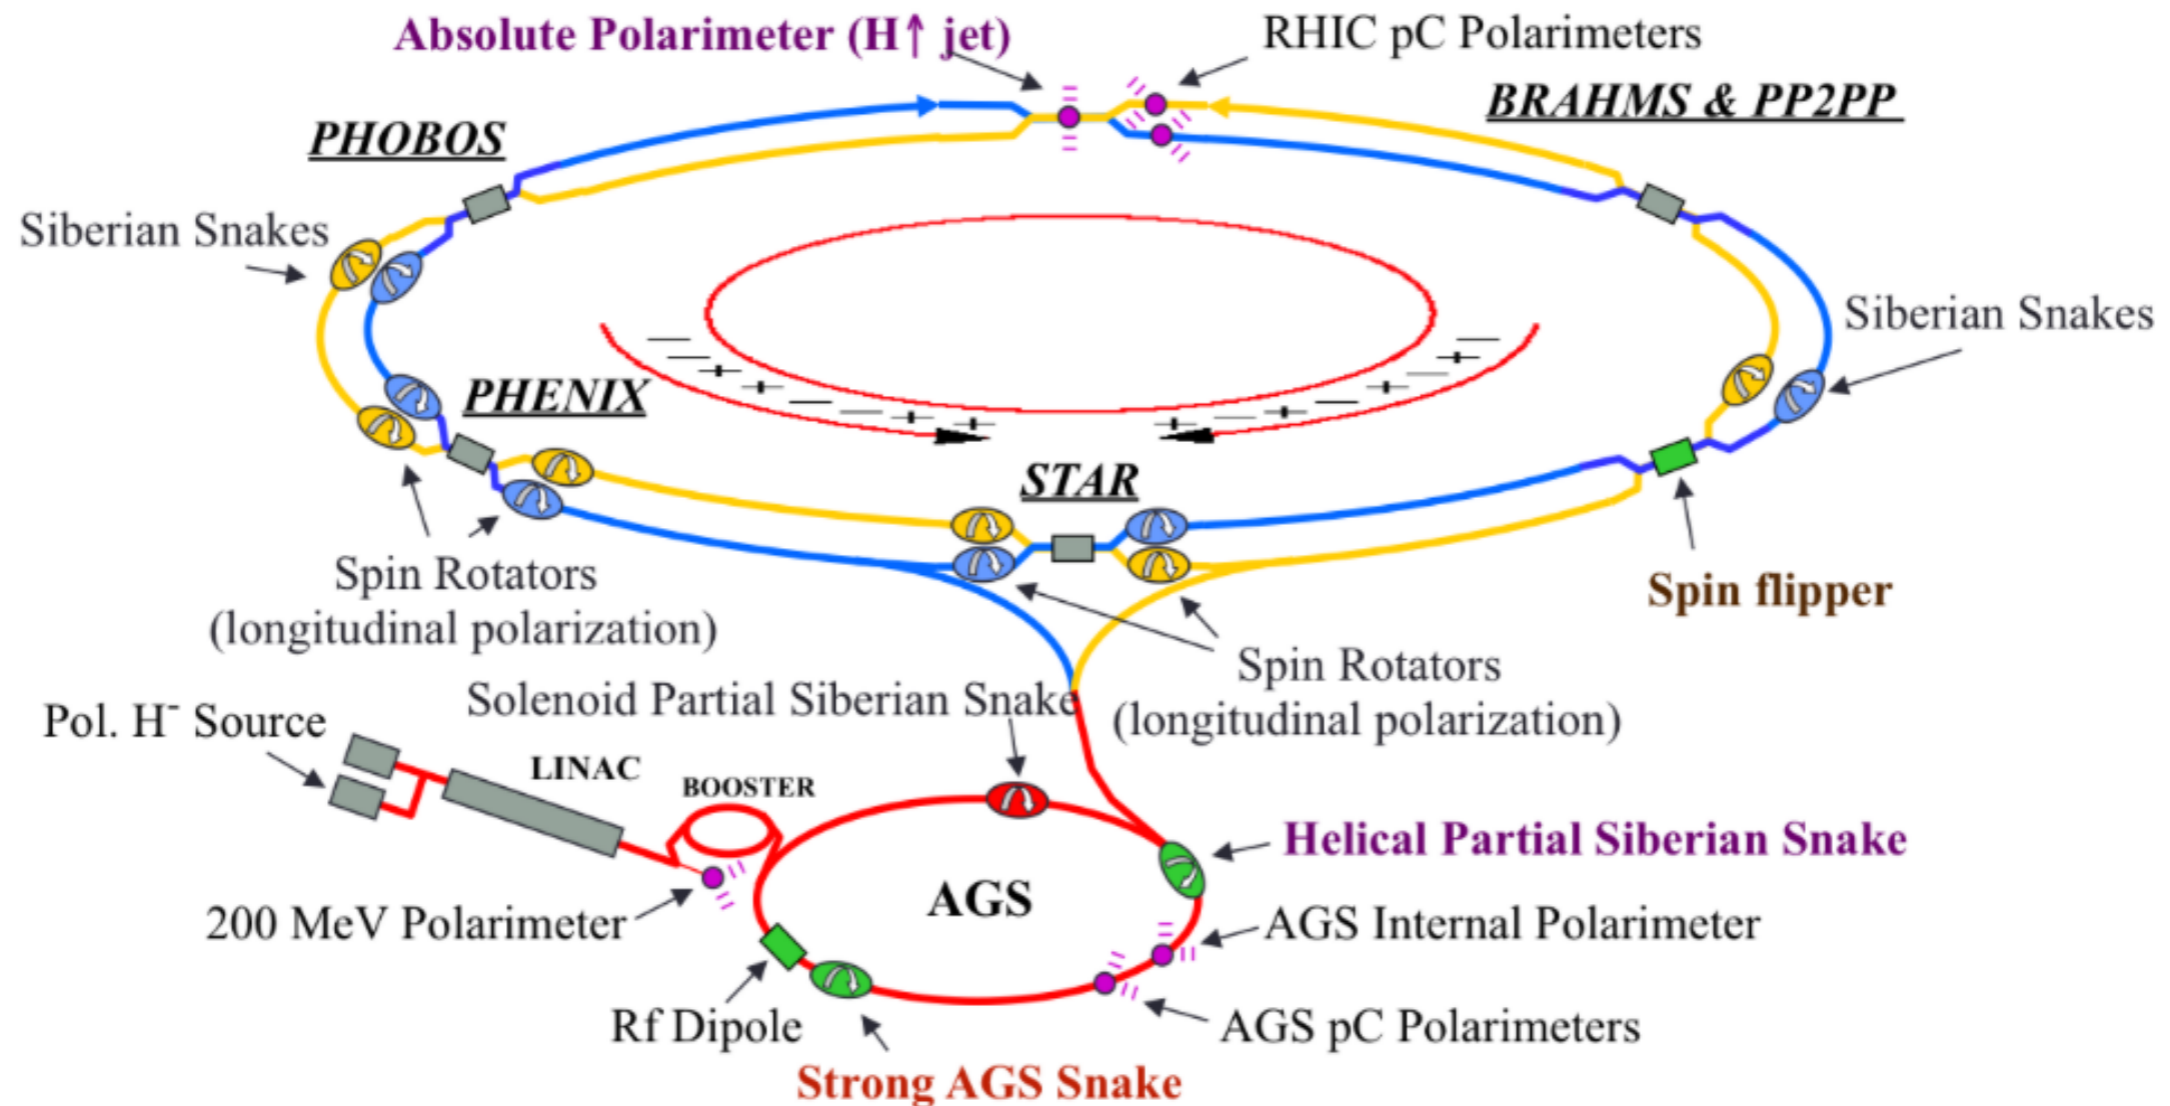 Absolute Polarimeter (H↑ jet)
RHIC pC Polarimeters
BRAHMS & PP2PP
PHOBOS
Siberian Snakes
Siberian Snakes
PHENIX
STAR
Spin Rotators
(longitudinal polarization)
Spin flipper
Spin Rotators
(longitudinal polarization)
Solenoid Partial Siberian Snake
Pol. H⁻ Source
LINAC
BOOSTER
Helical Partial Siberian Snake
AGS
200 MeV Polarimeter
AGS Internal Polarimeter
Rf Dipole
AGS pC Polarimeters
Strong AGS Snake